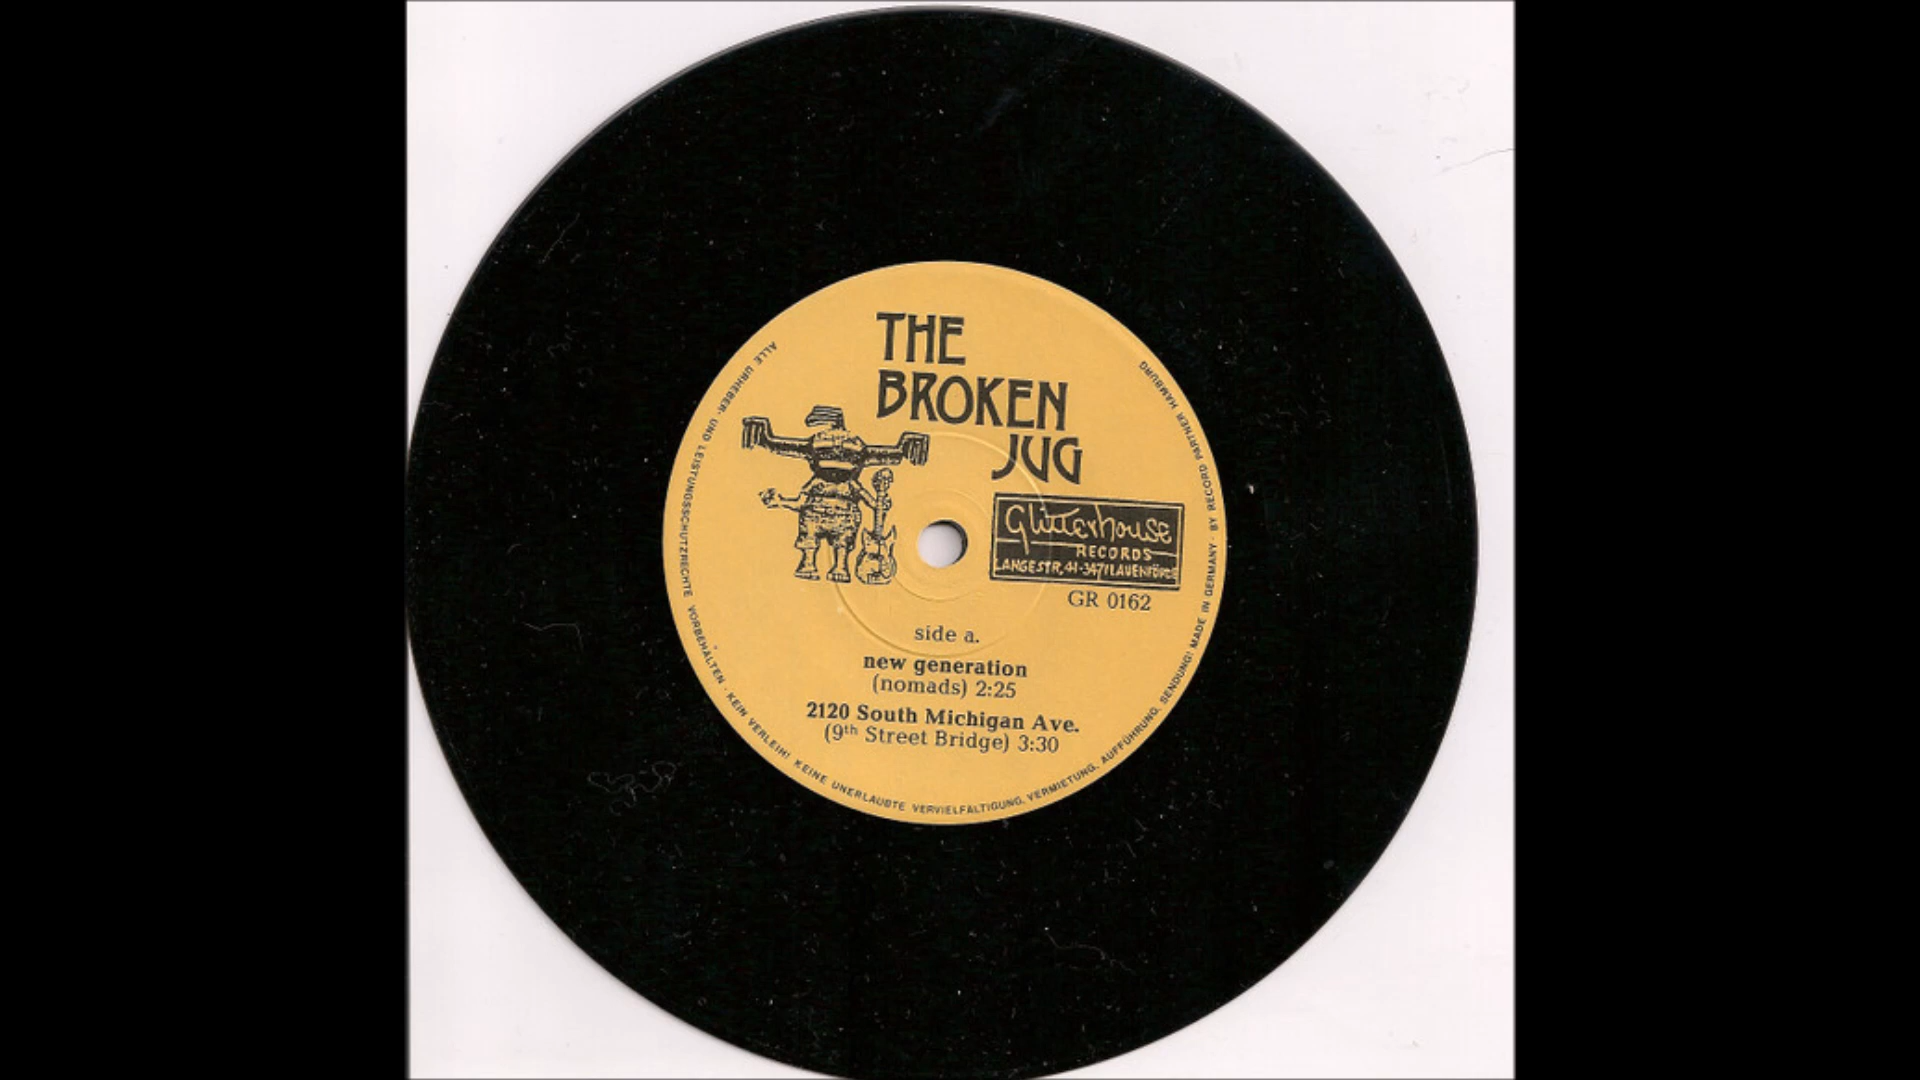 THE
BROKEN
JUG
Glitterhouse
RECORDS
LANGESTR. 41-3471 LAUENFÖRDE
GR 0162
side a.
new generation
(nomads) 2:25
2120 South Michigan Ave.
(9th Street Bridge) 3:30
ALLE URHEBER- UND LEISTUNGSSCHUTZRECHTE VORBEHALTEN · KEIN VERLEIH! KEINE UNERLAUBTE VERVIELFÄLTIGUNG, VERMIETUNG, AUFFÜHRUNG, SENDUNG! MADE IN GERMANY · BY RECORD PARTNER HAMBURG